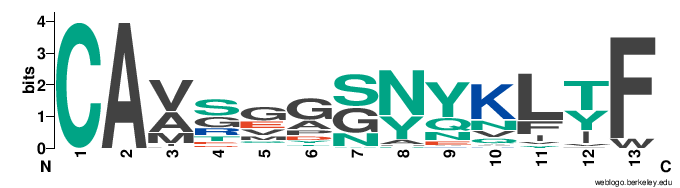 bits
4
3
2
1
0
C
A
V
A
M
S
G
R
G
E
V
G
A
S
G
N
N
Y
A
Y
Q
N
E
K
N
V
L
F
T
Y
I
F
W
N 1 2 3 4 5 6 7 8 9 10 11 12 13 C
weblogo.berkeley.edu